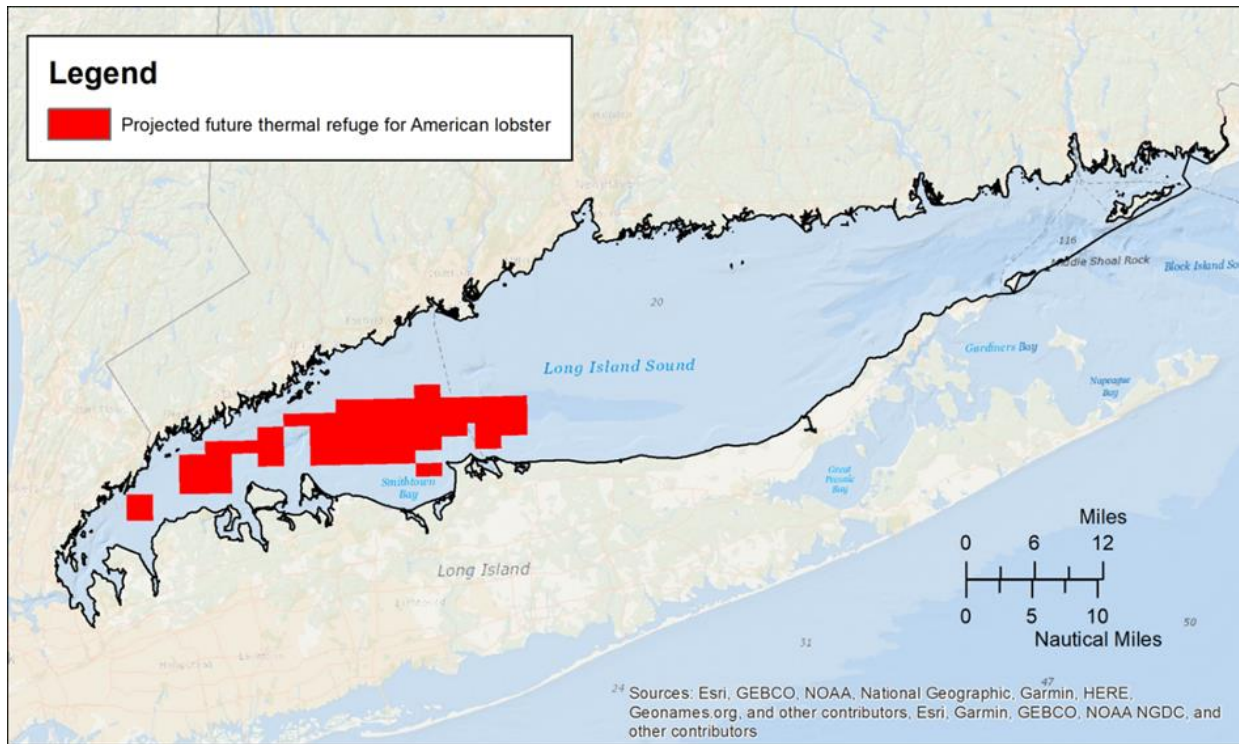 Legend
Projected future thermal refuge for American lobster
116
Middle Shoal Rock
Block Island So
20
Gardiners Bay
Long Island Sound
Napeague
Bay
Great
Peconic
Bay
Smithtown
Bay
Long Island
Miles
0 6 12
0 5 10
Nautical Miles
50
31
47
24
Sources: Esri, GEBCO, NOAA, National Geographic, Garmin, HERE,
Geonames.org, and other contributors, Esri, Garmin, GEBCO, NOAA NGDC, and
other contributors